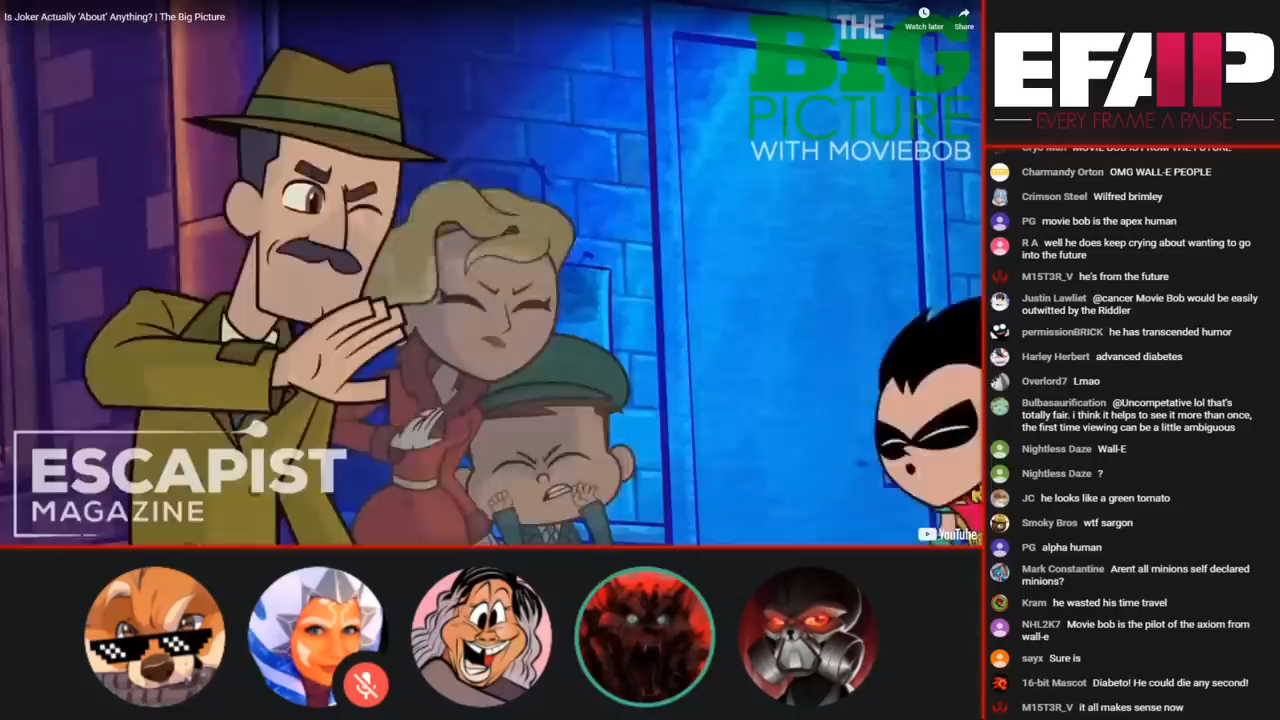 Is Joker Actually 'About' Anything? | The Big Picture
Watch later
Share
THE
BIG
PICTURE
WITH MOVIEBOB
ESCAPIST
MAGAZINE
YouTube
EFAP
EVERY FRAME A PAUSE
Cryo Man MOVIE BOB IS FROM THE FUTURE
Charmandy Orton OMG WALL-E PEOPLE
Crimson Steel Wilfred brimley
PG movie bob is the apex human
R A well he does keep crying about wanting to go
into the future
M15T3R_V he's from the future
Justin Lawliet @cancer Movie Bob would be easily
outwitted by the Riddler
permissionBRICK he has transcended humor
Harley Herbert advanced diabetes
Overlord7 Lmao
Bulbasaurification @Uncompetative lol that's
totally fair. i think it helps to see it more than once,
the first time viewing can be a little ambiguous
Nightless Daze Wall-E
Nightless Daze ?
JC he looks like a green tomato
Smoky Bros wtf sargon
PG alpha human
Mark Constantine Arent all minions self declared
minions?
Kram he wasted his time travel
NHL2K7 Movie bob is the pilot of the axiom from
wall-e
sayx Sure is
16-bit Mascot Diabeto! He could die any second!
M15T3R_V it all makes sense now